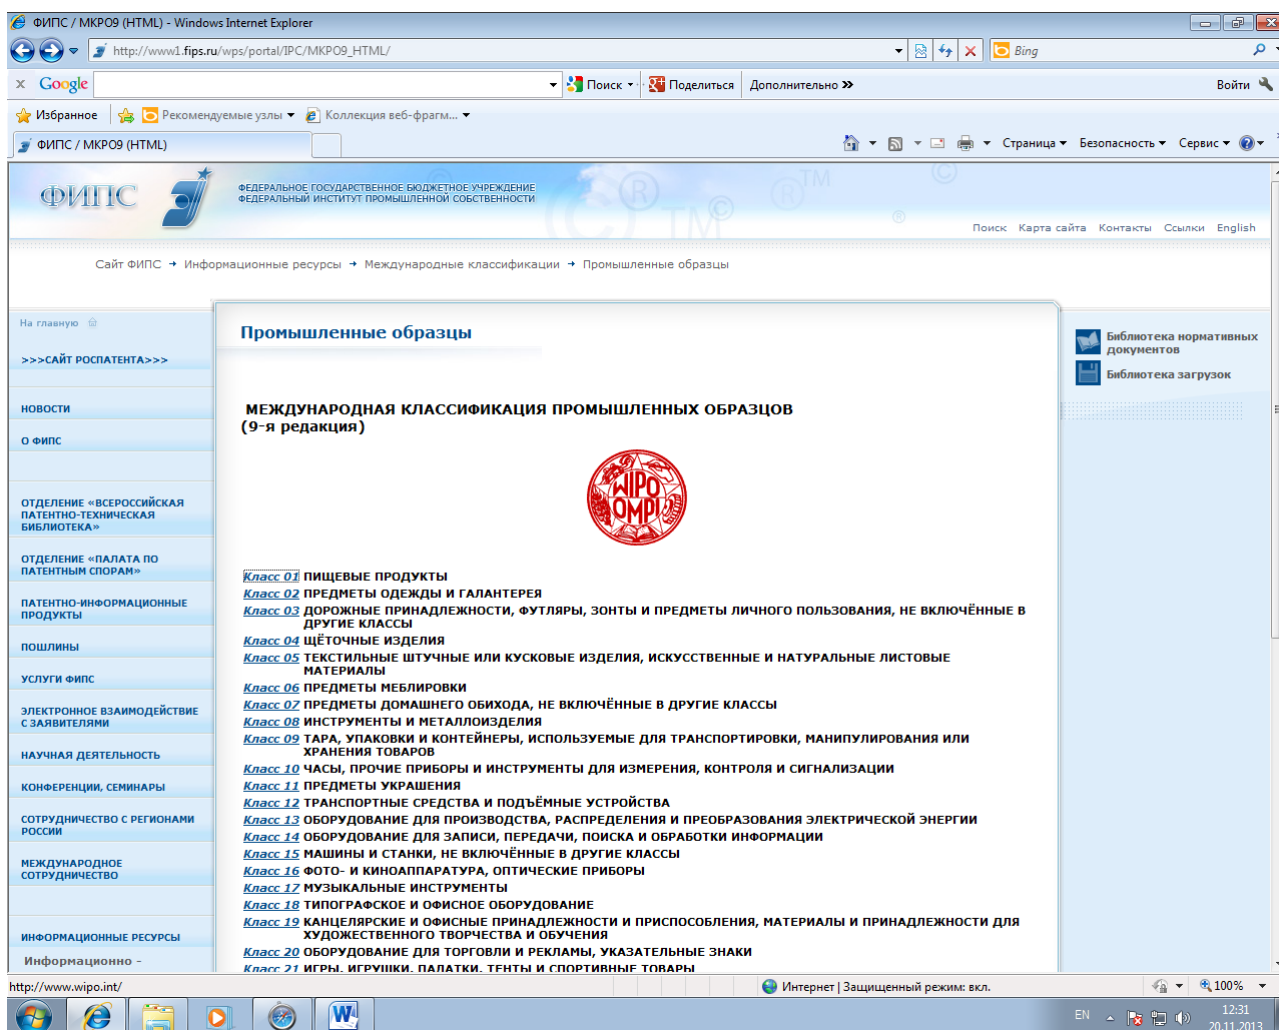 ФИПС / МКРО9 (HTML) - Windows Internet Explorer
http://www1.fips.ru/wps/portal/IPC/MKPO9_HTML/
Bing
x Google
Поиск
Поделиться
Дополнительно »
Войти
Избранное
Рекомендуемые узлы
Коллекция веб-фрагм...
ФИПС / МКРО9 (HTML)
Страница
Безопасность
Сервис
ФИПС
ФЕДЕРАЛЬНОЕ ГОСУДАРСТВЕННОЕ БЮДЖЕТНОЕ УЧРЕЖДЕНИЕ
ФЕДЕРАЛЬНЫЙ ИНСТИТУТ ПРОМЫШЛЕННОЙ СОБСТВЕННОСТИ
Поиск Карта сайта Контакты Ссылки English
Сайт ФИПС → Информационные ресурсы → Международные классификации → Промышленные образцы
На главную
>>>САЙТ РОСПАТЕНТА>>>
НОВОСТИ
О ФИПС
ОТДЕЛЕНИЕ «ВСЕРОССИЙСКАЯ
ПАТЕНТНО-ТЕХНИЧЕСКАЯ
БИБЛИОТЕКА»
ОТДЕЛЕНИЕ «ПАЛАТА ПО
ПАТЕНТНЫМ СПОРАМ»
ПАТЕНТНО-ИНФОРМАЦИОННЫЕ
ПРОДУКТЫ
ПОШЛИНЫ
УСЛУГИ ФИПС
ЭЛЕКТРОННОЕ ВЗАИМОДЕЙСТВИЕ
С ЗАЯВИТЕЛЯМИ
НАУЧНАЯ ДЕЯТЕЛЬНОСТЬ
КОНФЕРЕНЦИИ, СЕМИНАРЫ
СОТРУДНИЧЕСТВО С РЕГИОНАМИ
РОССИИ
МЕЖДУНАРОДНОЕ
СОТРУДНИЧЕСТВО
ИНФОРМАЦИОННЫЕ РЕСУРСЫ
Информационно -
Промышленные образцы
МЕЖДУНАРОДНАЯ КЛАССИФИКАЦИЯ ПРОМЫШЛЕННЫХ ОБРАЗЦОВ
(9-я редакция)
WIPO
OMPI
Класс 01 ПИЩЕВЫЕ ПРОДУКТЫ
Класс 02 ПРЕДМЕТЫ ОДЕЖДЫ И ГАЛАНТЕРЕЯ
Класс 03 ДОРОЖНЫЕ ПРИНАДЛЕЖНОСТИ, ФУТЛЯРЫ, ЗОНТЫ И ПРЕДМЕТЫ ЛИЧНОГО ПОЛЬЗОВАНИЯ, НЕ ВКЛЮЧЁННЫЕ В
ДРУГИЕ КЛАССЫ
Класс 04 ЩЁТОЧНЫЕ ИЗДЕЛИЯ
Класс 05 ТЕКСТИЛЬНЫЕ ШТУЧНЫЕ ИЛИ КУСКОВЫЕ ИЗДЕЛИЯ, ИСКУССТВЕННЫЕ И НАТУРАЛЬНЫЕ ЛИСТОВЫЕ
МАТЕРИАЛЫ
Класс 06 ПРЕДМЕТЫ МЕБЛИРОВКИ
Класс 07 ПРЕДМЕТЫ ДОМАШНЕГО ОБИХОДА, НЕ ВКЛЮЧЁННЫЕ В ДРУГИЕ КЛАССЫ
Класс 08 ИНСТРУМЕНТЫ И МЕТАЛЛОИЗДЕЛИЯ
Класс 09 ТАРА, УПАКОВКИ И КОНТЕЙНЕРЫ, ИСПОЛЬЗУЕМЫЕ ДЛЯ ТРАНСПОРТИРОВКИ, МАНИПУЛИРОВАНИЯ ИЛИ
ХРАНЕНИЯ ТОВАРОВ
Класс 10 ЧАСЫ, ПРОЧИЕ ПРИБОРЫ И ИНСТРУМЕНТЫ ДЛЯ ИЗМЕРЕНИЯ, КОНТРОЛЯ И СИГНАЛИЗАЦИИ
Класс 11 ПРЕДМЕТЫ УКРАШЕНИЯ
Класс 12 ТРАНСПОРТНЫЕ СРЕДСТВА И ПОДЪЁМНЫЕ УСТРОЙСТВА
Класс 13 ОБОРУДОВАНИЕ ДЛЯ ПРОИЗВОДСТВА, РАСПРЕДЕЛЕНИЯ И ПРЕОБРАЗОВАНИЯ ЭЛЕКТРИЧЕСКОЙ ЭНЕРГИИ
Класс 14 ОБОРУДОВАНИЕ ДЛЯ ЗАПИСИ, ПЕРЕДАЧИ, ПОИСКА И ОБРАБОТКИ ИНФОРМАЦИИ
Класс 15 МАШИНЫ И СТАНКИ, НЕ ВКЛЮЧЁННЫЕ В ДРУГИЕ КЛАССЫ
Класс 16 ФОТО- И КИНОАППАРАТУРА, ОПТИЧЕСКИЕ ПРИБОРЫ
Класс 17 МУЗЫКАЛЬНЫЕ ИНСТРУМЕНТЫ
Класс 18 ТИПОГРАФСКОЕ И ОФИСНОЕ ОБОРУДОВАНИЕ
Класс 19 КАНЦЕЛЯРСКИЕ И ОФИСНЫЕ ПРИНАДЛЕЖНОСТИ И ПРИСПОСОБЛЕНИЯ, МАТЕРИАЛЫ И ПРИНАДЛЕЖНОСТИ ДЛЯ
ХУДОЖЕСТВЕННОГО ТВОРЧЕСТВА И ОБУЧЕНИЯ
Класс 20 ОБОРУДОВАНИЕ ДЛЯ ТОРГОВЛИ И РЕКЛАМЫ, УКАЗАТЕЛЬНЫЕ ЗНАКИ
Класс 21 ИГРЫ, ИГРУШКИ, ПАЛАТКИ, ТЕНТЫ И СПОРТИВНЫЕ ТОВАРЫ
Библиотека нормативных
документов
Библиотека загрузок
http://www.wipo.int/
Интернет | Защищенный режим: вкл.
100%
EN
12:31
20.11.2013